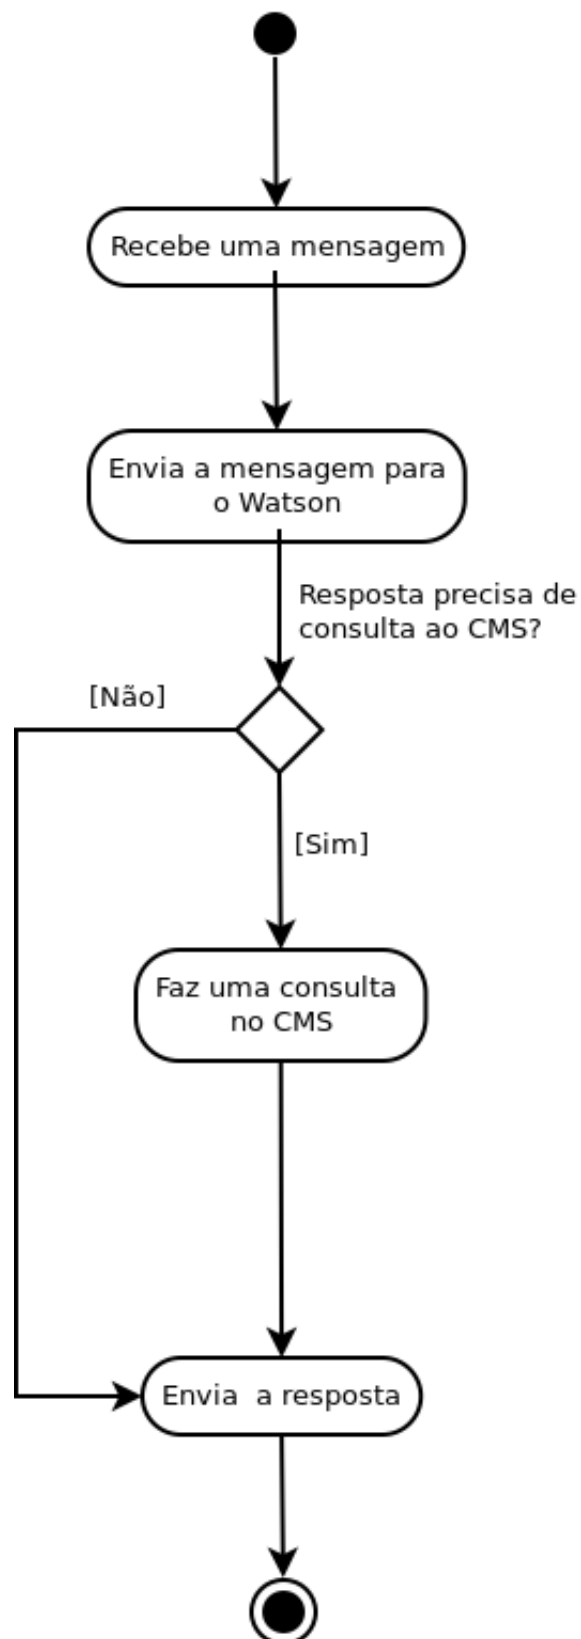 Recebe uma mensagem
Envia a mensagem para
o Watson
Resposta precisa de
consulta ao CMS?
[Não]
[Sim]
Faz uma consulta
no CMS
Envia  a resposta